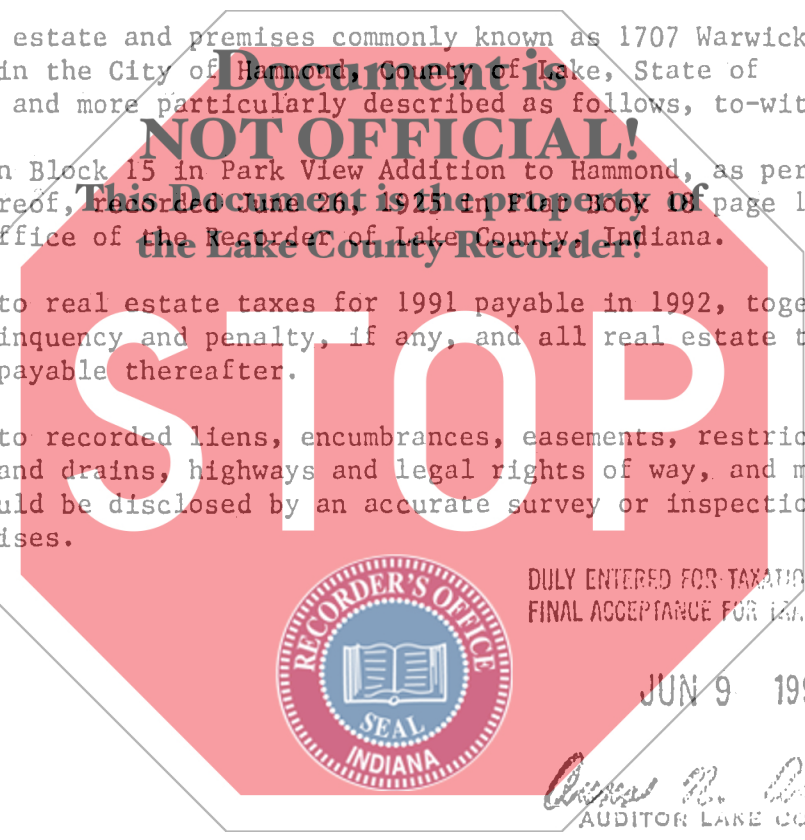 estate and premises commonly known as 1707 Warwick
in the City of Hammond, County of Lake, State of
and more particularly described as follows, to-wit
n Block 15 in Park View Addition to Hammond, as per
reof, recorded June 26, 1925 in Plat Book 18 page 1
ffice of the Recorder of Lake County, Indiana.
to real estate taxes for 1991 payable in 1992, toge
inquency and penalty, if any, and all real estate t
payable thereafter.
to recorded liens, encumbrances, easements, restric
and drains, highways and legal rights of way, and m
uld be disclosed by an accurate survey or inspectio
ises.
Document is
NOT OFFICIAL!
This Document is the property of
the Lake County Recorder!
STOP
RECORDER'S OFFICE
SEAL
INDIANA
DULY ENTERED FOR TAXATIO
FINAL ACCEPTANCE FOR
JUN 9 199
AUDITOR LAKE CO